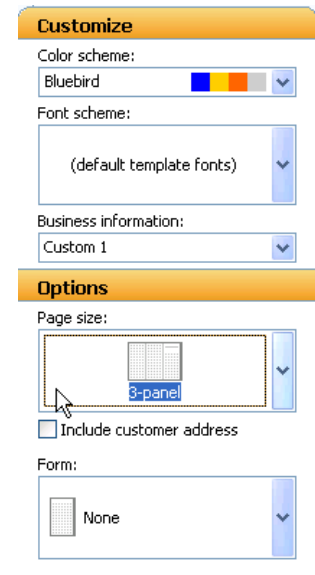 Customize
Color scheme:
Bluebird
Font scheme:
(default template fonts)
Business information:
Custom 1
Options
Page size:
3-panel
Include customer address
Form:
None